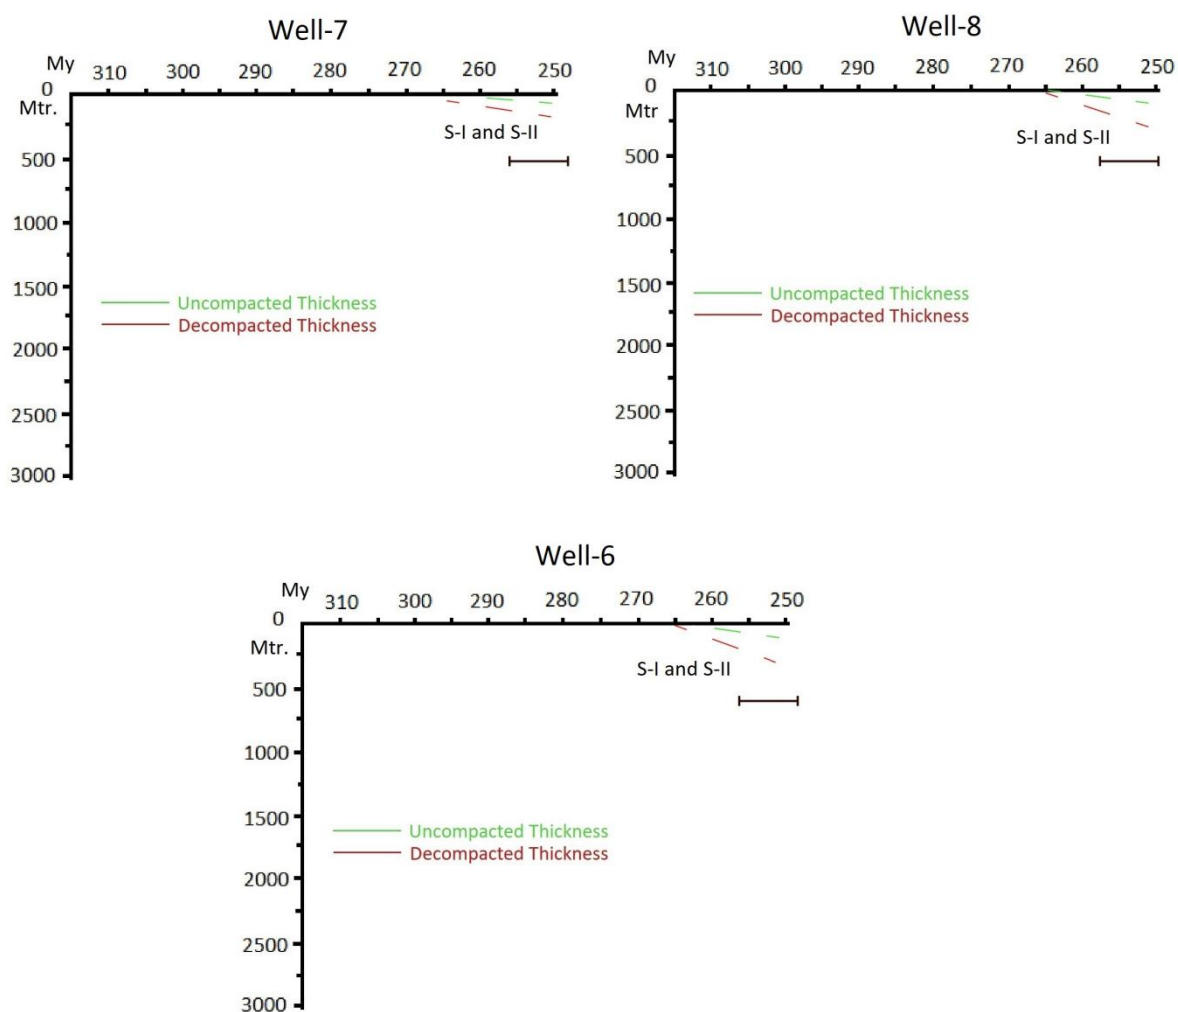 Well-7
My 310 300 290 280 270 260 250
0
Mtr.
S-I and S-II
500
1000
1500
Uncompacted Thickness
Decompacted Thickness
2000
2500
3000
Well-8
My 310 300 290 280 270 260 250
0
Mtr
S-I and S-II
500
1000
1500
Uncompacted Thickness
Decompacted Thickness
2000
2500
3000
Well-6
My 310 300 290 280 270 260 250
0
Mtr.
S-I and S-II
500
1000
1500
Uncompacted Thickness
Decompacted Thickness
2000
2500
3000